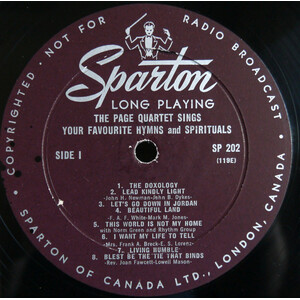 COPYRIGHTED · NOT FOR RADIO BROADCAST
Sparton
LONG PLAYING
THE PAGE QUARTET SINGS
YOUR FAVOURITE HYMNS and SPIRITUALS
SIDE I
SP 202
(119E)
1. THE DOXOLOGY
2. LEAD KINDLY LIGHT
John H. Newman-John B. Dykes
3. LET'S GO DOWN IN JORDAN
4. BEAUTIFUL LAND
F. A. F. White-Mark M. Jones
5. THIS WORLD IS NOT MY HOME
with Norm Green and Rhythm Group
6. I WANT MY LIFE TO TELL
Mrs. Frank A. Breck-E. S. Lorenz
7. LIVING HUMBLE
8. BLEST BE THE TIE THAT BINDS
Rev. Joan Fawcett-Lowell Mason
SPARTON OF CANADA LTD., LONDON, CANADA